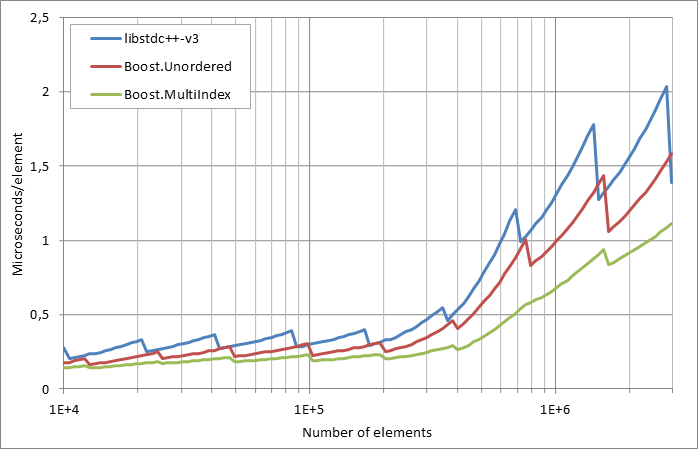 2,5
libstdc++-v3
Boost.Unordered
Boost.MultiIndex
2
1,5
1
0,5
0
Microseconds/element
1E+4
1E+5
1E+6
Number of elements